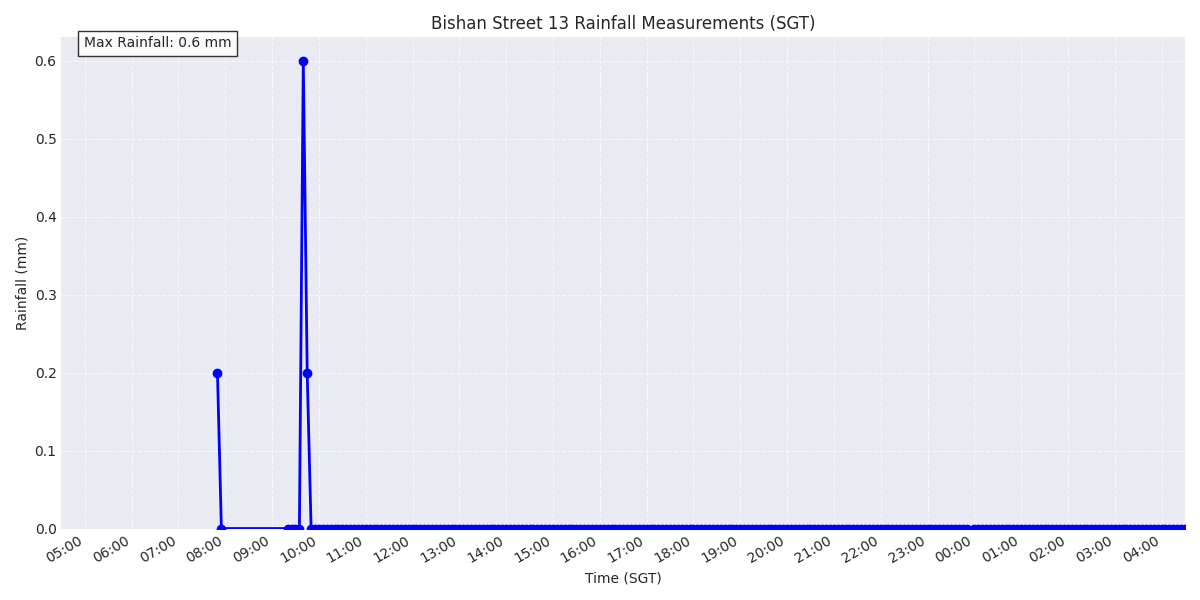 Bishan Street 13 Rainfall Measurements (SGT)
Max Rainfall: 0.6 mm
0.6
0.5
0.4
0.3
0.2
0.1
0.0
Rainfall (mm)
05:00 06:00 07:00 08:00 09:00 10:00 11:00 12:00 13:00 14:00 15:00 16:00 17:00 18:00 19:00 20:00 21:00 22:00 23:00 00:00 01:00 02:00 03:00 04:00
Time (SGT)